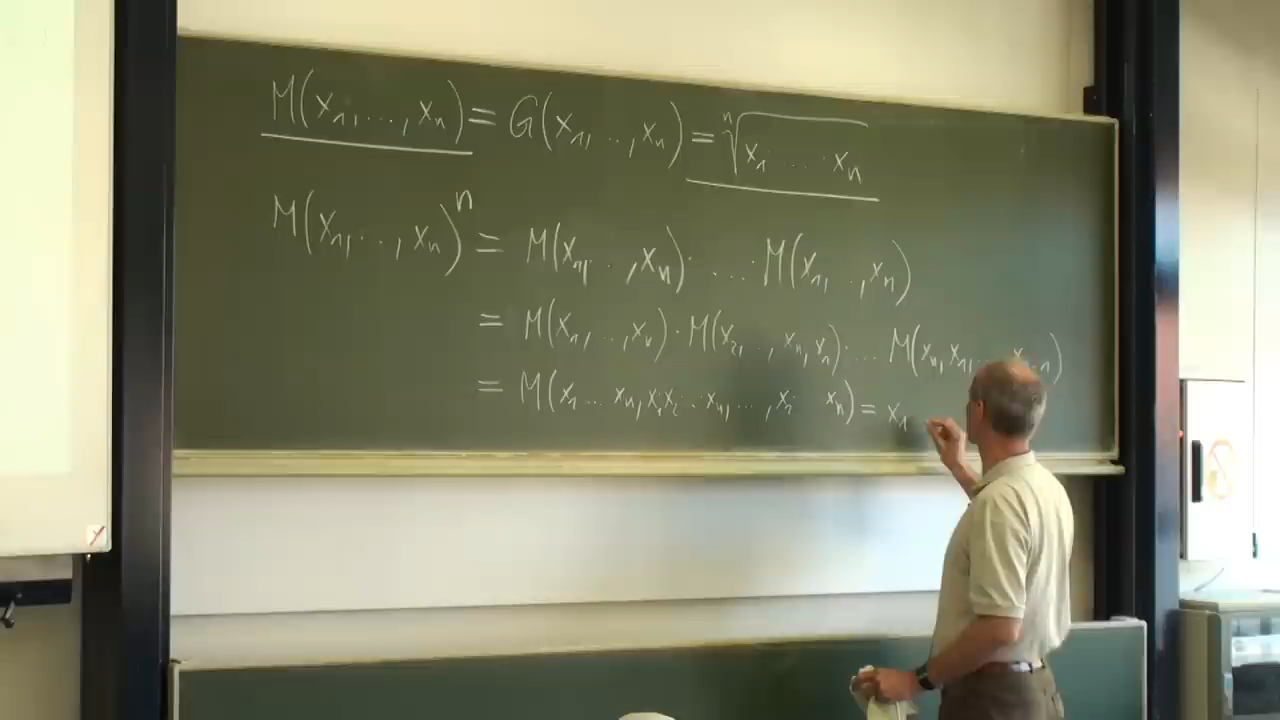 M(x₁,...,xₙ) = G(x₁,..,xₙ) = ⁿ√(x₁ .... xₙ)
M(x₁,..,xₙ)ⁿ = M(x₁,..,xₙ)· .... M(x₁,..,xₙ)
= M(x₁,..,xₙ) · M(x₂,..,xₙ,x₁) · ... M(xₙ,x₁,..
= M(x₁...xₙ, x₁x₂...xₙ,...,x₁ xₙ) = x₁